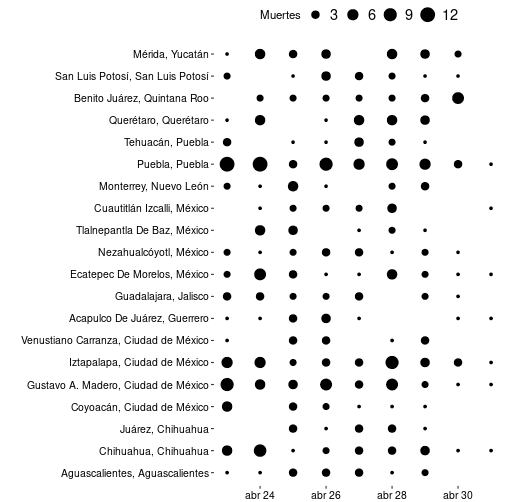 Muertes 3 6 9 12
Mérida, Yucatán
San Luis Potosí, San Luis Potosí
Benito Juárez, Quintana Roo
Querétaro, Querétaro
Tehuacán, Puebla
Puebla, Puebla
Monterrey, Nuevo León
Cuautitlán Izcalli, México
Tlalnepantla De Baz, México
Nezahualcóyotl, México
Ecatepec De Morelos, México
Guadalajara, Jalisco
Acapulco De Juárez, Guerrero
Venustiano Carranza, Ciudad de México
Iztapalapa, Ciudad de México
Gustavo A. Madero, Ciudad de México
Coyoacán, Ciudad de México
Juárez, Chihuahua
Chihuahua, Chihuahua
Aguascalientes, Aguascalientes
abr 24 abr 26 abr 28 abr 30